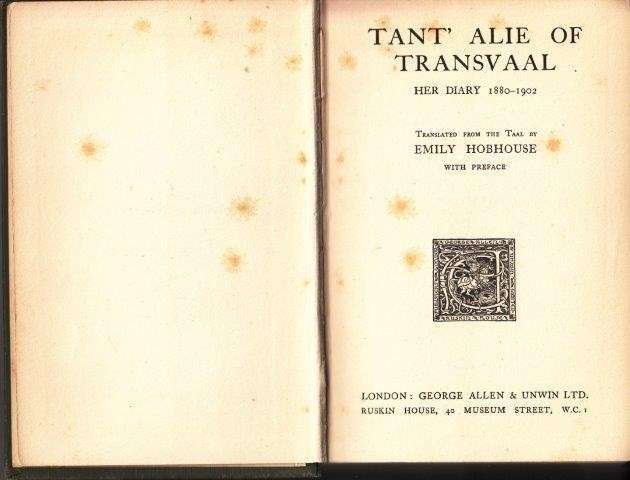 TANT' ALIE OF
TRANSVAAL
HER DIARY 1880–1902
TRANSLATED FROM THE TAAL BY
EMILY HOBHOUSE
WITH PREFACE
LONDON: GEORGE ALLEN & UNWIN LTD.
RUSKIN HOUSE, 40 MUSEUM STREET, W.C. 1